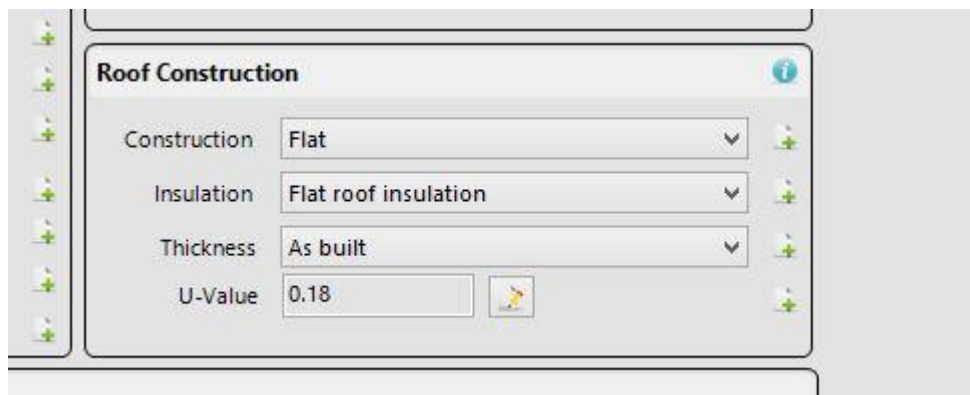 Roof Construction
Construction Flat
Insulation Flat roof insulation
Thickness As built
U-Value 0.18